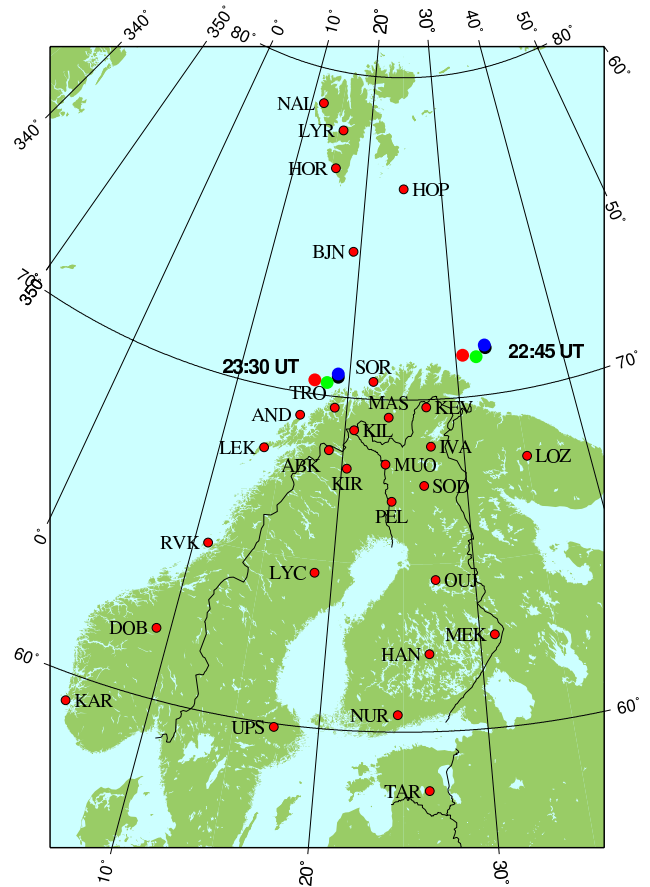 340°
350°
80°
0°
10°
20°
30°
40°
50°
80°
60°
340°
NAL
LYR
HOR
HOP
50°
BJN
70°
350°
23:30 UT
22:45 UT
70°
SOR
TRO
AND
MAS
KEV
KIL
LEK
ABK
IVA
LOZ
MUO
KIR
SOD
PEL
0°
RVK
LYC
OUJ
DOB
MEK
60°
HAN
KAR
NUR
60°
UPS
TAR
10°
20°
30°